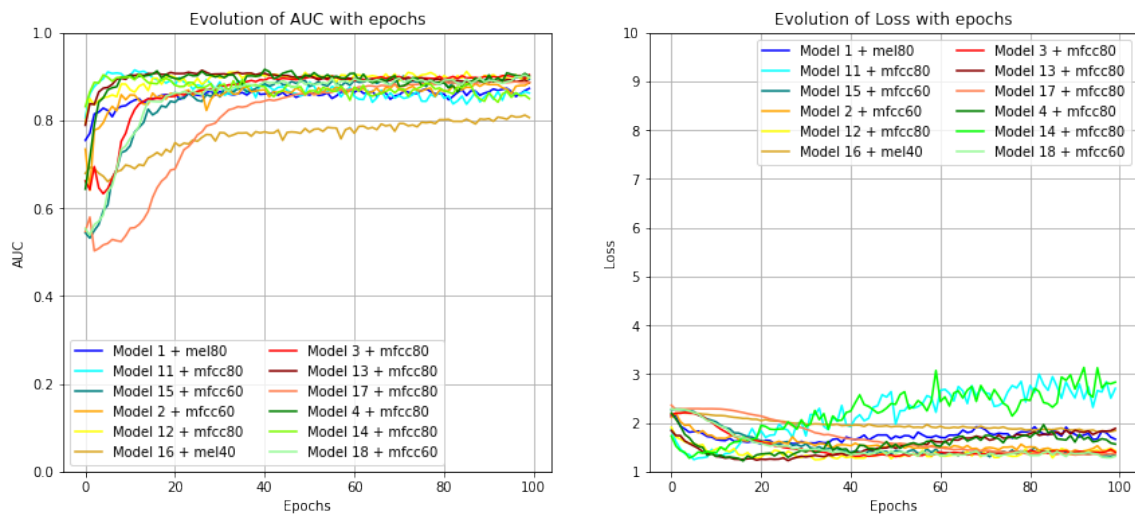 Evolution of AUC with epochs
1.0
0.8
0.6
0.4
0.2
0.0
AUC
0 20 40 60 80 100
Epochs
Model 1 + mel80
Model 11 + mfcc80
Model 15 + mfcc60
Model 2 + mfcc60
Model 12 + mfcc80
Model 16 + mel40
Model 3 + mfcc80
Model 13 + mfcc80
Model 17 + mfcc80
Model 4 + mfcc80
Model 14 + mfcc80
Model 18 + mfcc60
Evolution of Loss with epochs
10
9
8
7
6
5
4
3
2
1
Loss
0 20 40 60 80 100
Epochs
Model 1 + mel80
Model 11 + mfcc80
Model 15 + mfcc60
Model 2 + mfcc60
Model 12 + mfcc80
Model 16 + mel40
Model 3 + mfcc80
Model 13 + mfcc80
Model 17 + mfcc80
Model 4 + mfcc80
Model 14 + mfcc80
Model 18 + mfcc60